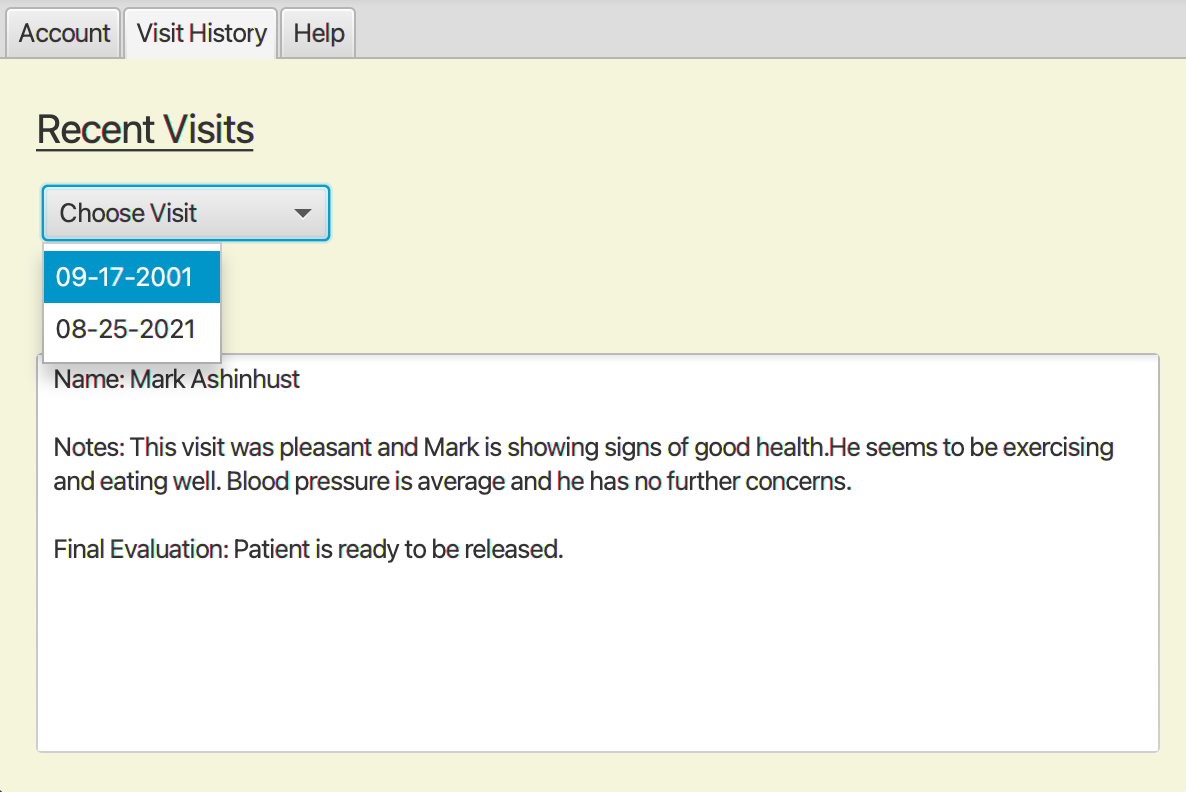 Account Visit History Help
Recent Visits
Choose Visit
09-17-2001
08-25-2021
Name: Mark Ashinhust
Notes: This visit was pleasant and Mark is showing signs of good health.He seems to be exercising
and eating well. Blood pressure is average and he has no further concerns.
Final Evaluation: Patient is ready to be released.